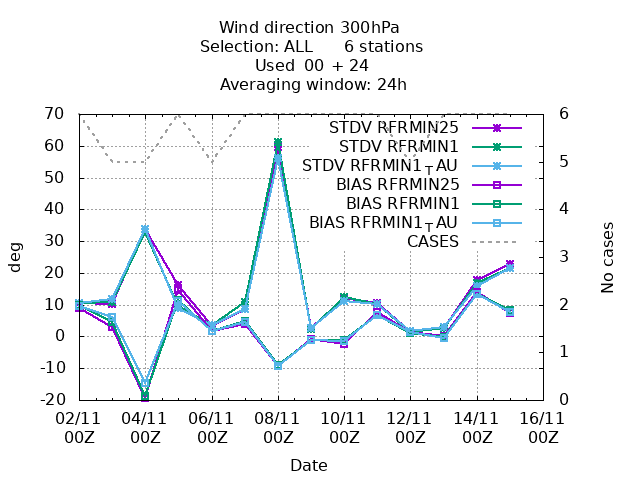 Wind direction 300hPa
Selection: ALL 6 stations
Used 00 + 24
Averaging window: 24h
70
60
50
40
30
20
10
0
-10
-20
deg
6
5
4
3
2
1
0
No cases
STDV RFRMIN25
STDV RFRMIN1
STDV RFRMIN1TAU
BIAS RFRMIN25
BIAS RFRMIN1
BIAS RFRMIN1TAU
CASES
02/11 04/11 06/11 08/11 10/11 12/11 14/11 16/11
00Z 00Z 00Z 00Z 00Z 00Z 00Z 00Z
Date